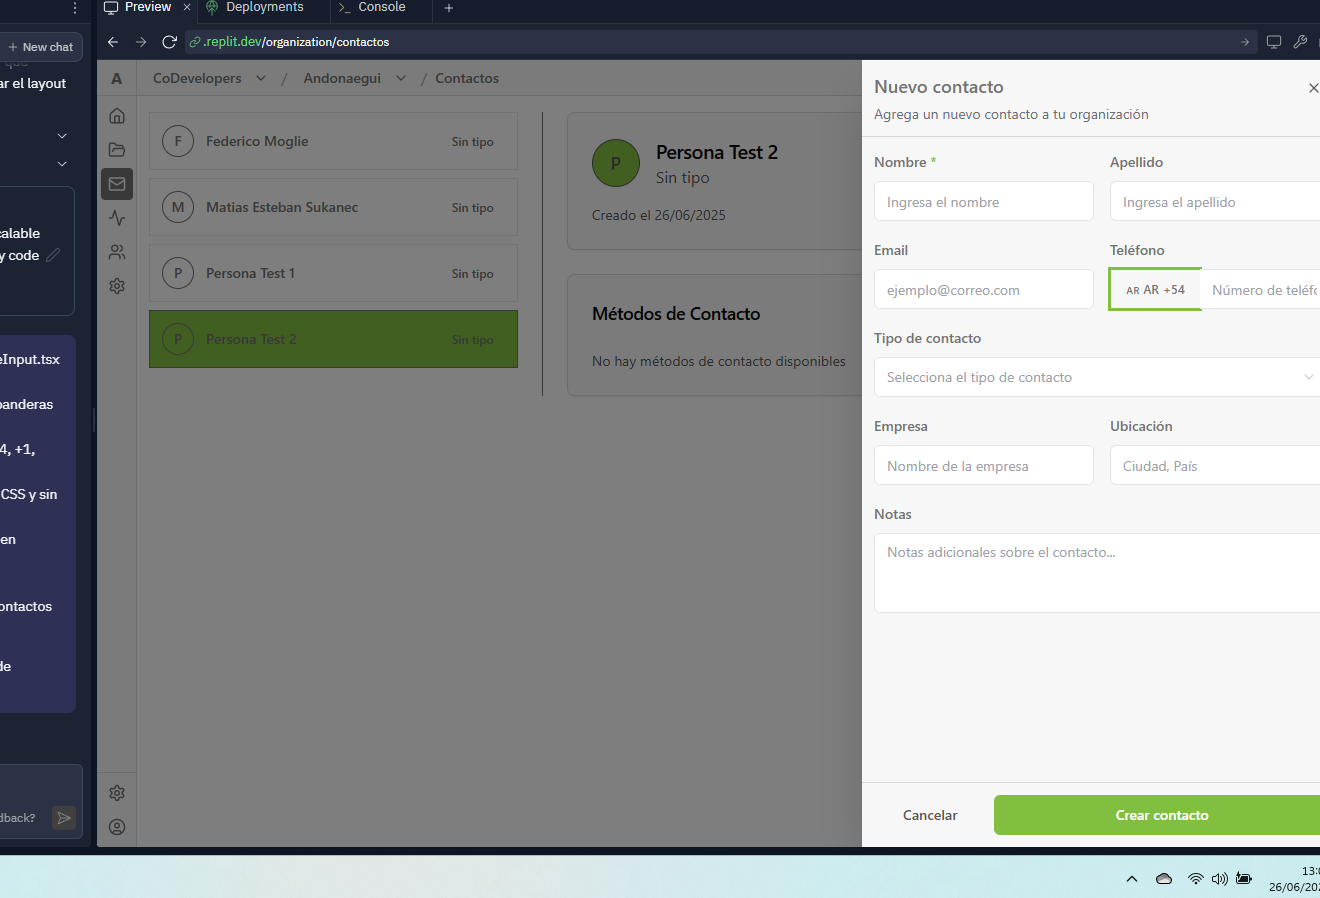 Preview
Deployments
Console
New chat
.replit.dev/organization/contactos
que
ar el layout
calable
y code
eInput.tsx
banderas
4, +1,
CSS y sin
en
ontactos
de
dback?
A
CoDevelopers / Andonaegui / Contactos
F Federico Moglie Sin tipo
M Matias Esteban Sukanec Sin tipo
P Persona Test 1 Sin tipo
P Persona Test 2 Sin tipo
P
Persona Test 2
Sin tipo
Creado el 26/06/2025
Métodos de Contacto
No hay métodos de contacto disponibles
Nuevo contacto
Agrega un nuevo contacto a tu organización
Nombre * Apellido
Ingresa el nombre Ingresa el apellido
Email Teléfono
ejemplo@correo.com AR AR +54 Número de teléfo
Tipo de contacto
Selecciona el tipo de contacto
Empresa Ubicación
Nombre de la empresa Ciudad, País
Notas
Notas adicionales sobre el contacto...
Cancelar Crear contacto
13:0
26/06/202